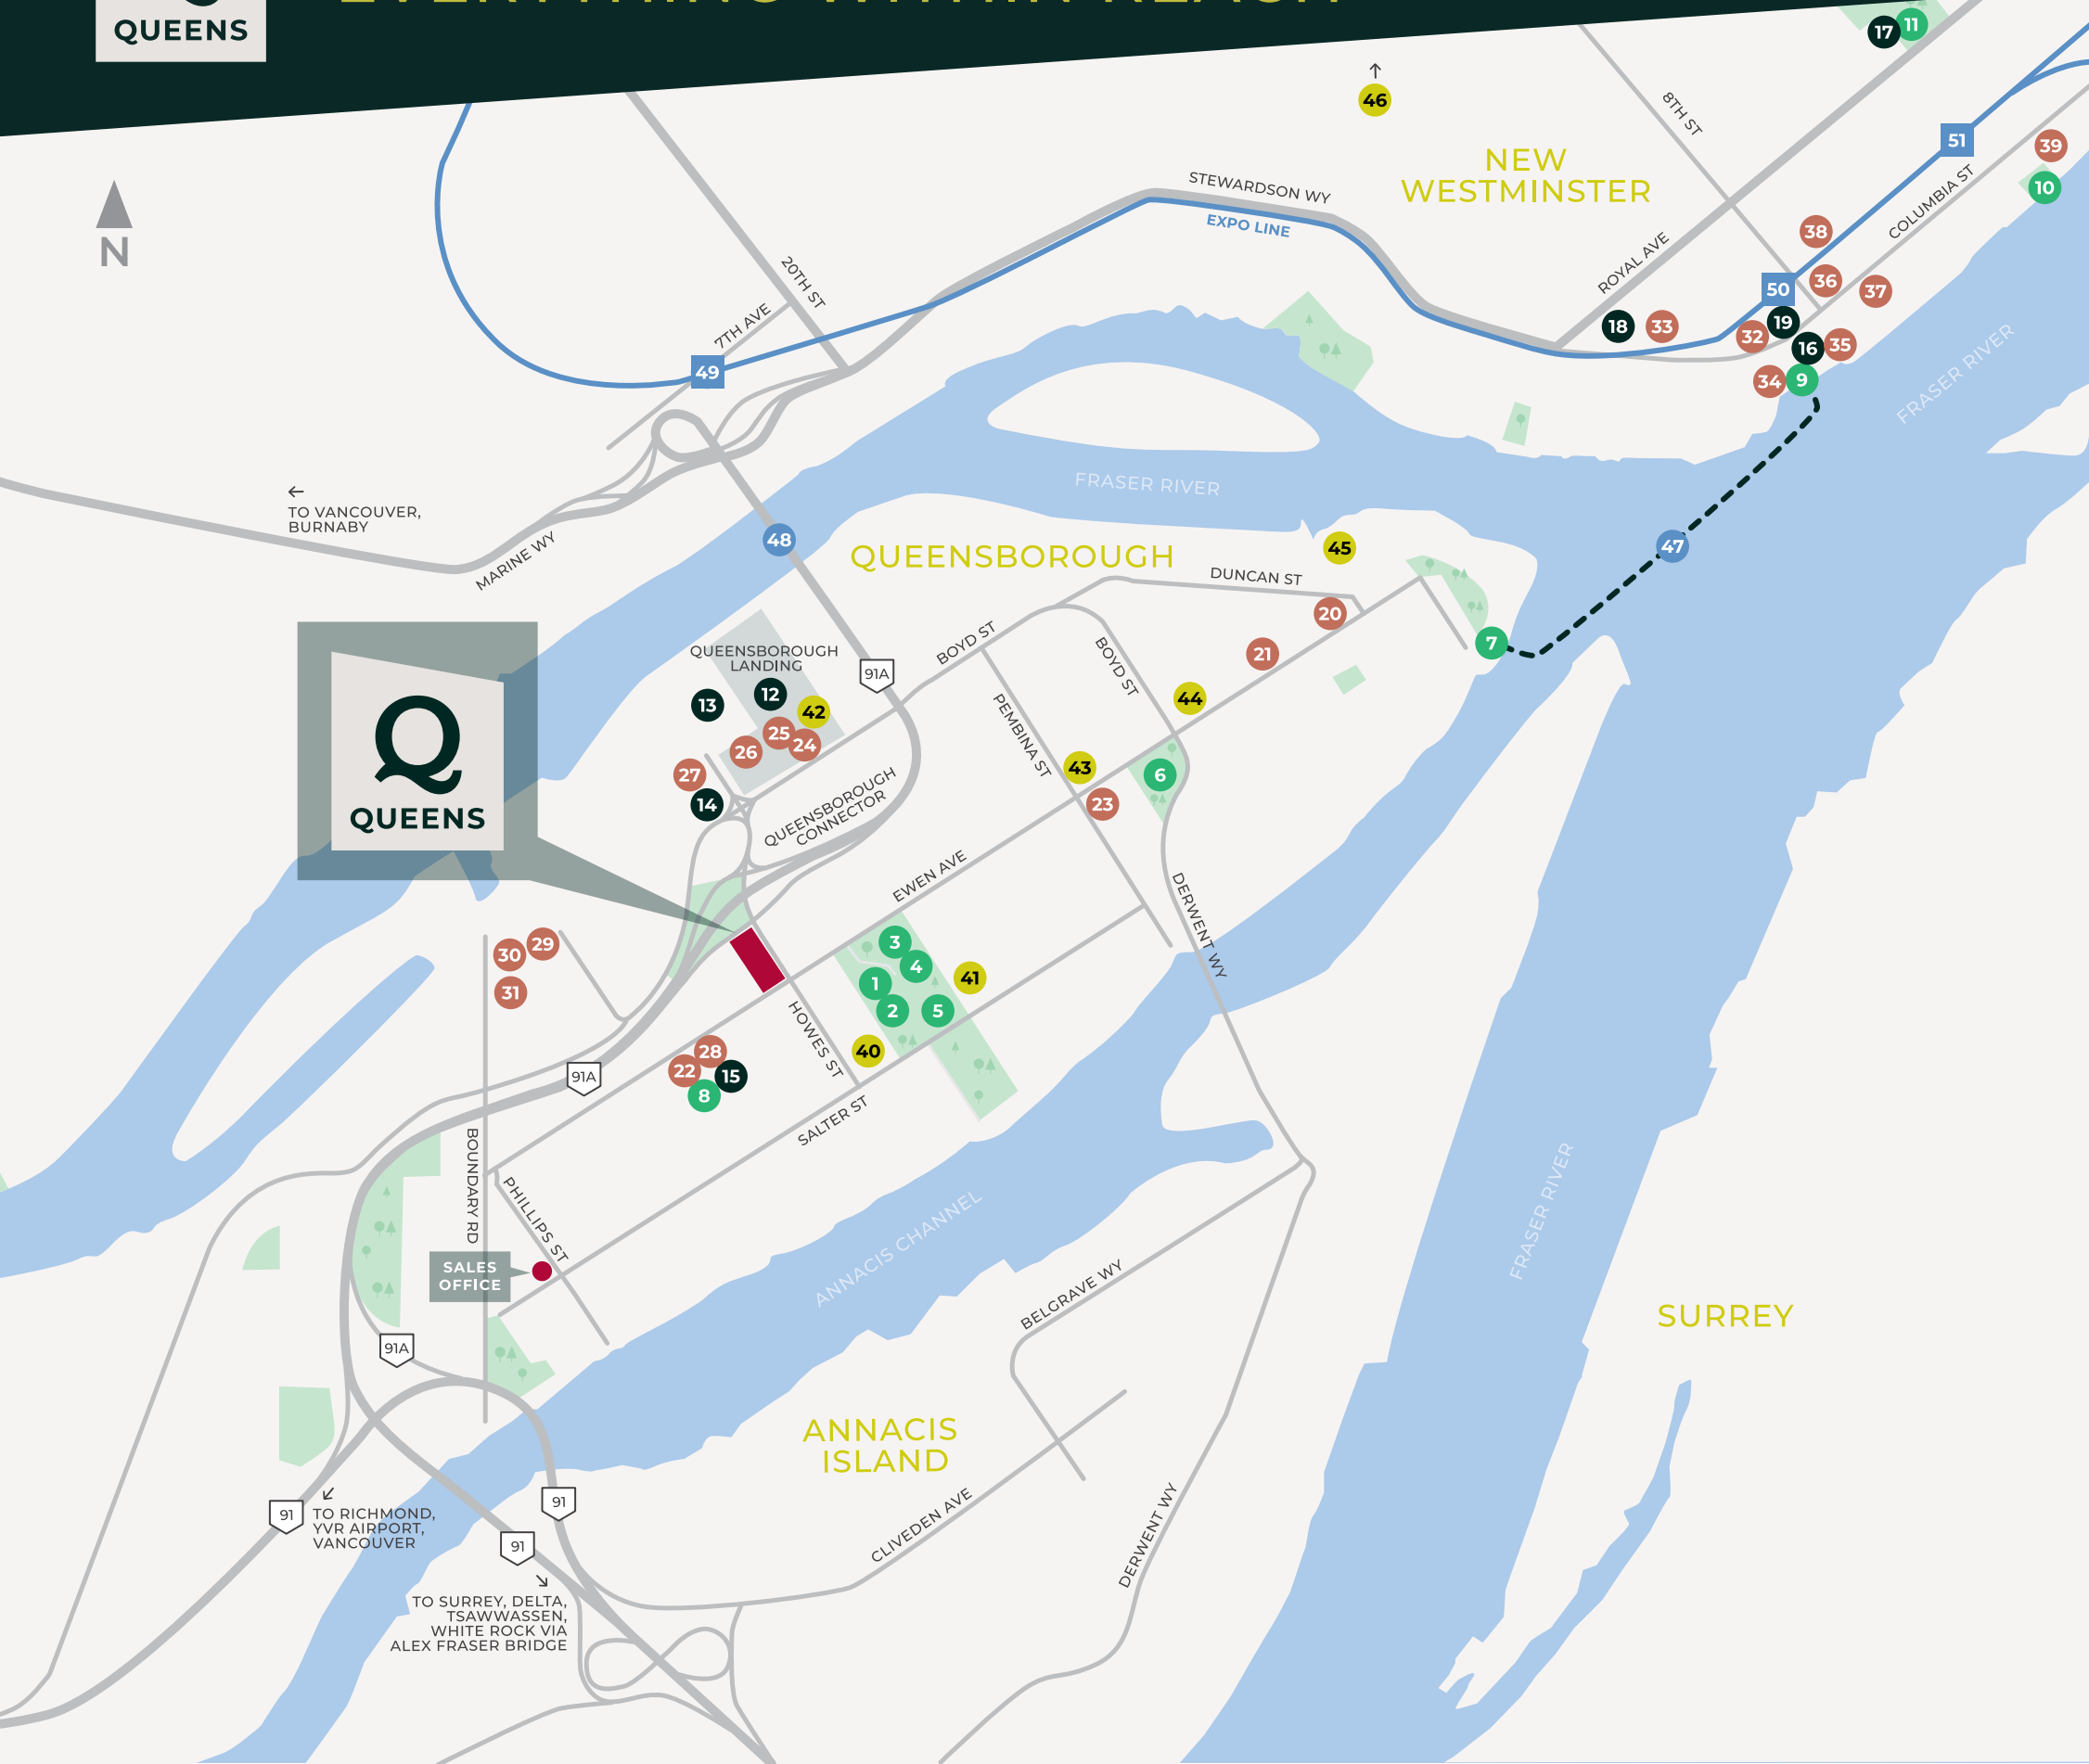 EVERYTHING WITHIN REACH
QUEENS
17
11
46
8TH ST
51
39
NEW
WESTMINSTER
STEWARDSON WY
EXPO LINE
COLUMBIA ST
10
N
ROYAL AVE
38
20TH ST
50
36
37
7TH AVE
18
33
32
19
16
35
49
34
9
FRASER RIVER
FRASER RIVER
TO VANCOUVER,
BURNABY
MARINE WY
48
QUEENSBOROUGH
45
47
DUNCAN ST
20
7
QUEENSBOROUGH
LANDING
BOYD ST
BOYD ST
21
91A
13
12
42
44
25
24
26
PEMBINA ST
27
14
43
6
23
Q
QUEENS
QUEENSBOROUGH
CONNECTOR
EWEN AVE
DERWENT WY
30
29
31
3
4
1
41
2
5
HOWES ST
40
28
22
15
8
91A
SALTER ST
BOUNDARY RD
PHILLIPS ST
SALES
OFFICE
ANNACIS CHANNEL
FRASER RIVER
BELGRAVE WY
SURREY
91A
ANNACIS
ISLAND
91
TO RICHMOND,
YVR AIRPORT,
VANCOUVER
91
91
CLIVEDEN AVE
DERWENT WY
TO SURREY, DELTA,
TSAWWASSEN,
WHITE ROCK VIA
ALEX FRASER BRIDGE